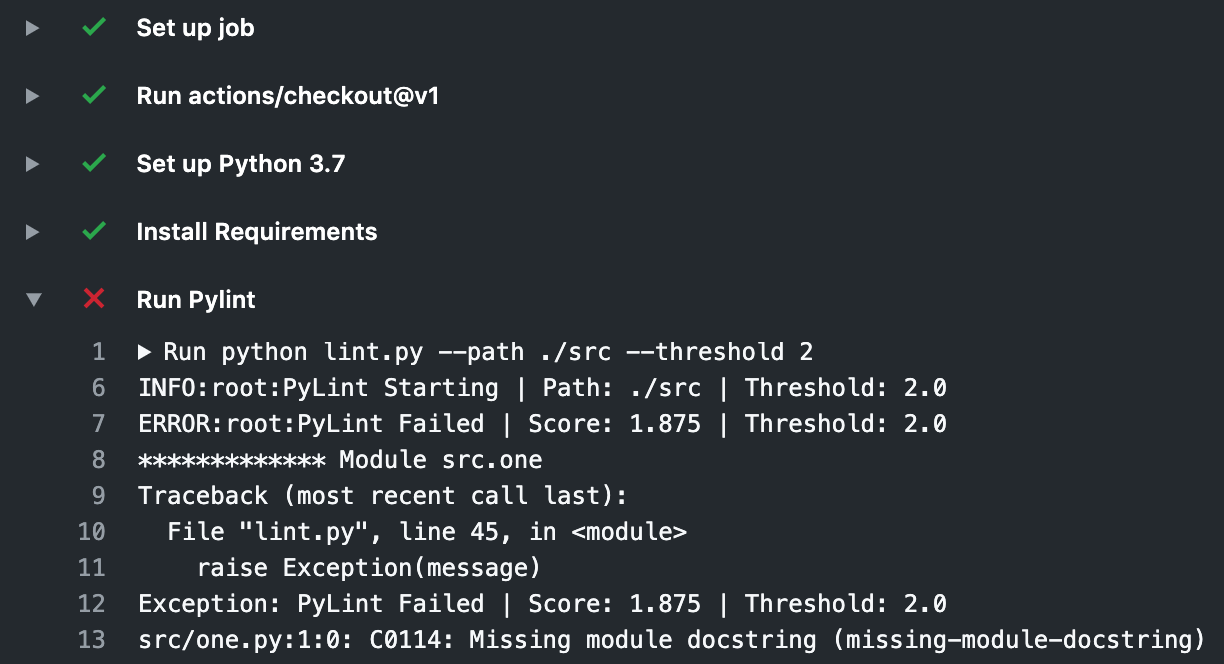 Set up job
Run actions/checkout@v1
Set up Python 3.7
Install Requirements
Run Pylint
1 Run python lint.py --path ./src --threshold 2
6 INFO:root:PyLint Starting | Path: ./src | Threshold: 2.0
7 ERROR:root:PyLint Failed | Score: 1.875 | Threshold: 2.0
8 ************* Module src.one
9 Traceback (most recent call last):
10   File "lint.py", line 45, in <module>
11     raise Exception(message)
12 Exception: PyLint Failed | Score: 1.875 | Threshold: 2.0
13 src/one.py:1:0: C0114: Missing module docstring (missing-module-docstring)